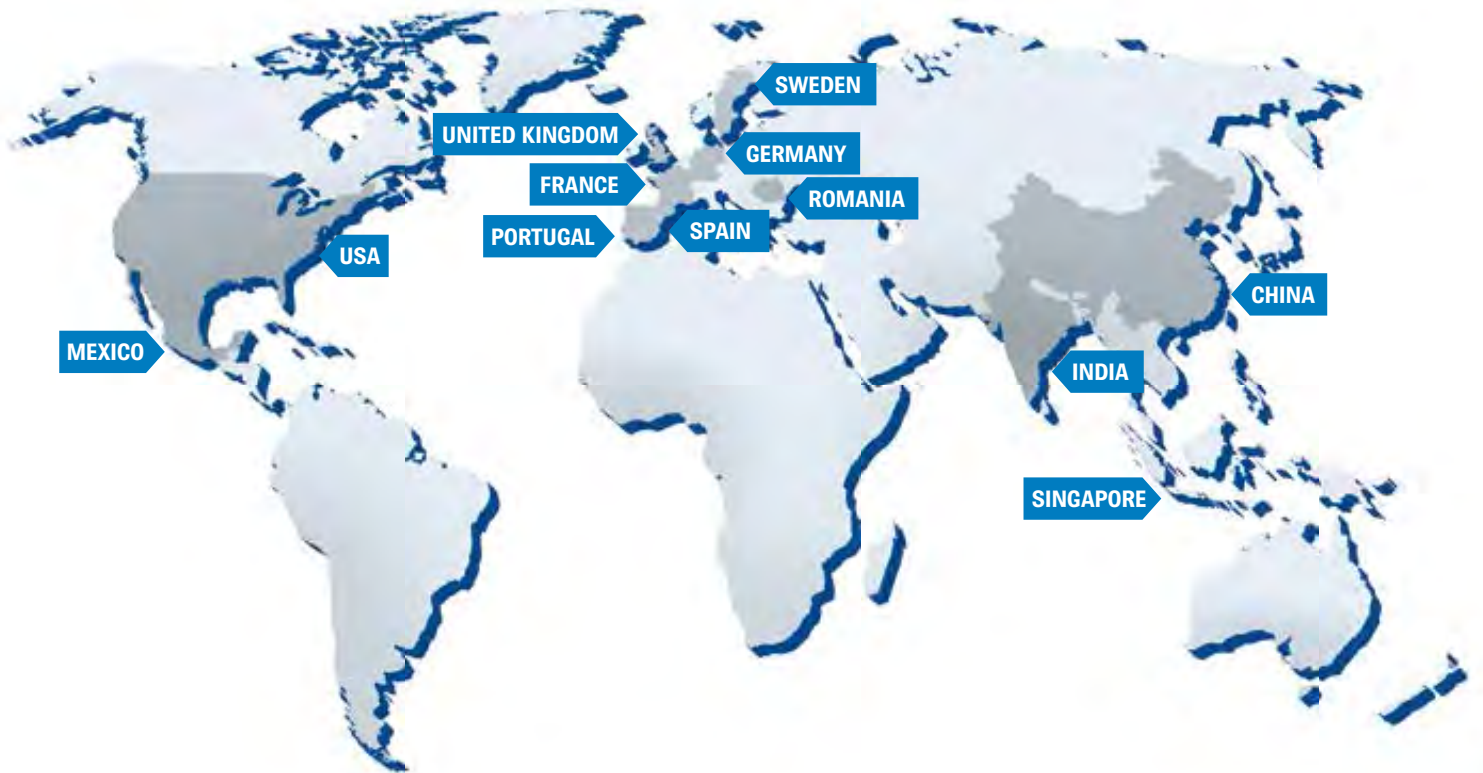 SWEDEN
UNITED KINGDOM
GERMANY
FRANCE
ROMANIA
PORTUGAL
SPAIN
USA
CHINA
MEXICO
INDIA
SINGAPORE